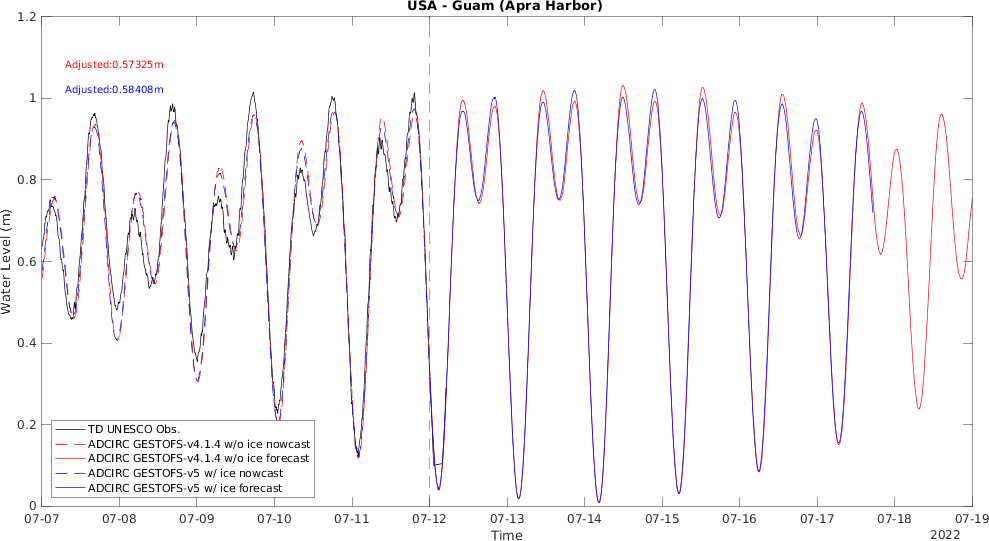 USA - Guam (Apra Harbor)
1.2
Adjusted:0.57325m
Adjusted:0.58408m
1
0.8
0.6
0.4
0.2
0
Water Level (m)
TD UNESCO Obs.
ADCIRC GESTOFS-v4.1.4 w/o ice nowcast
ADCIRC GESTOFS-v4.1.4 w/o ice forecast
ADCIRC GESTOFS-v5 w/ ice nowcast
ADCIRC GESTOFS-v5 w/ ice forecast
07-07 07-08 07-09 07-10 07-11 07-12 07-13 07-14 07-15 07-16 07-17 07-18 07-19
Time
2022